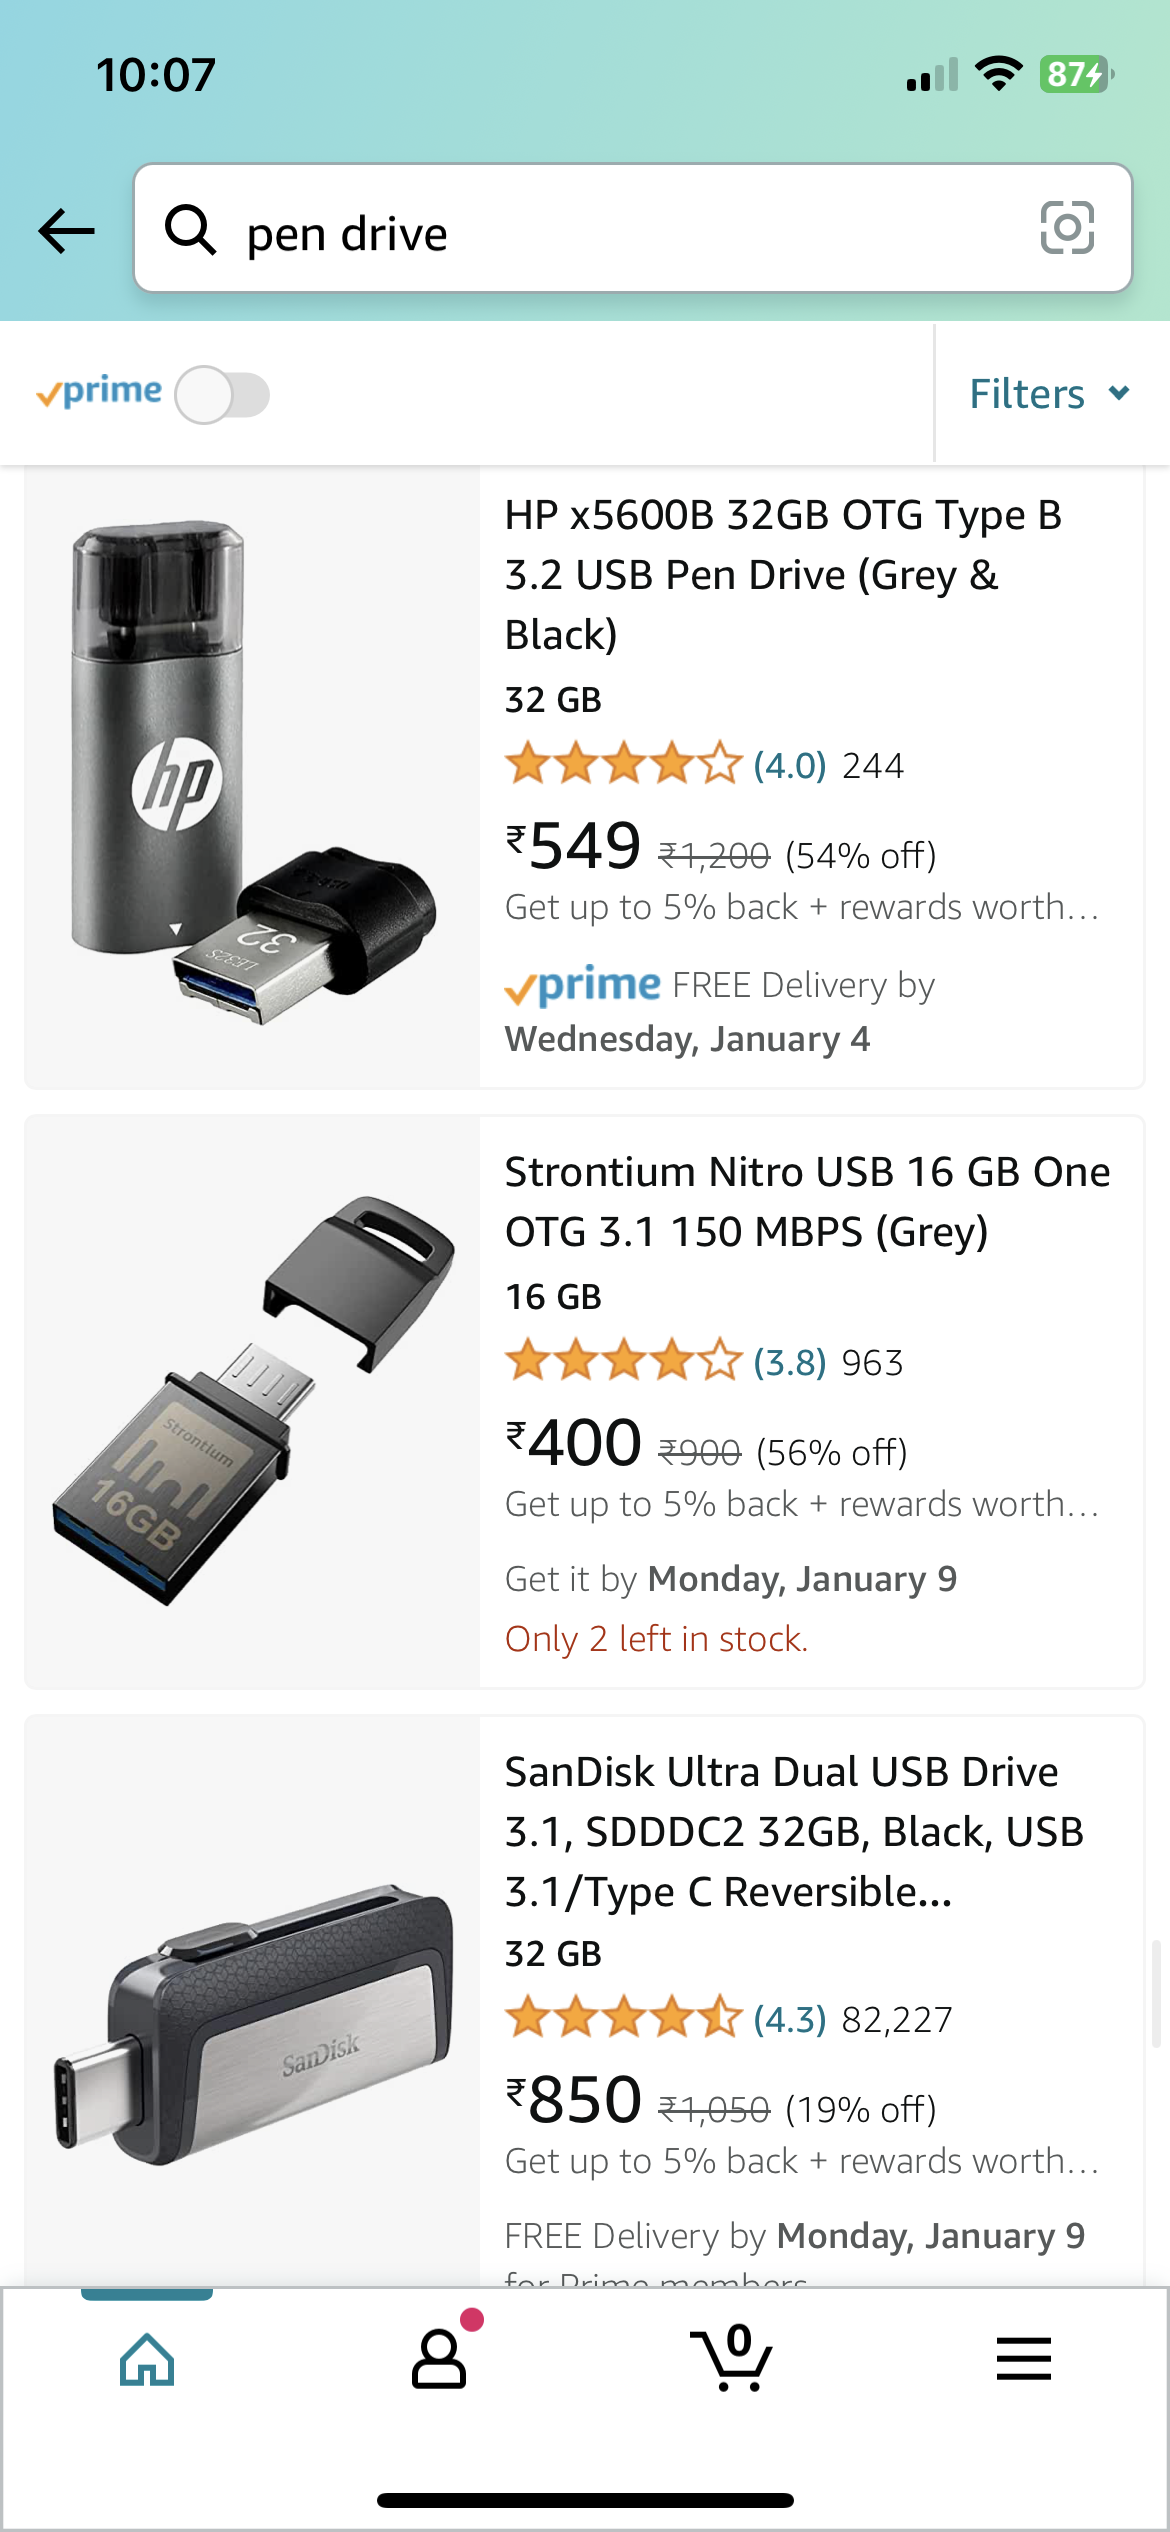 10:07
87
pen drive
prime
Filters
HP x5600B 32GB OTG Type B
3.2 USB Pen Drive (Grey &
Black)
32 GB
(4.0) 244
₹549 ₹1,200 (54% off)
Get up to 5% back + rewards worth...
prime FREE Delivery by
Wednesday, January 4
hp
32
Strontium Nitro USB 16 GB One
OTG 3.1 150 MBPS (Grey)
16 GB
(3.8) 963
₹400 ₹900 (56% off)
Get up to 5% back + rewards worth...
Get it by Monday, January 9
Only 2 left in stock.
Strontium
16GB
SanDisk Ultra Dual USB Drive
3.1, SDDDC2 32GB, Black, USB
3.1/Type C Reversible...
32 GB
(4.3) 82,227
₹850 ₹1,050 (19% off)
Get up to 5% back + rewards worth...
FREE Delivery by Monday, January 9
for Prime members
SanDisk
0